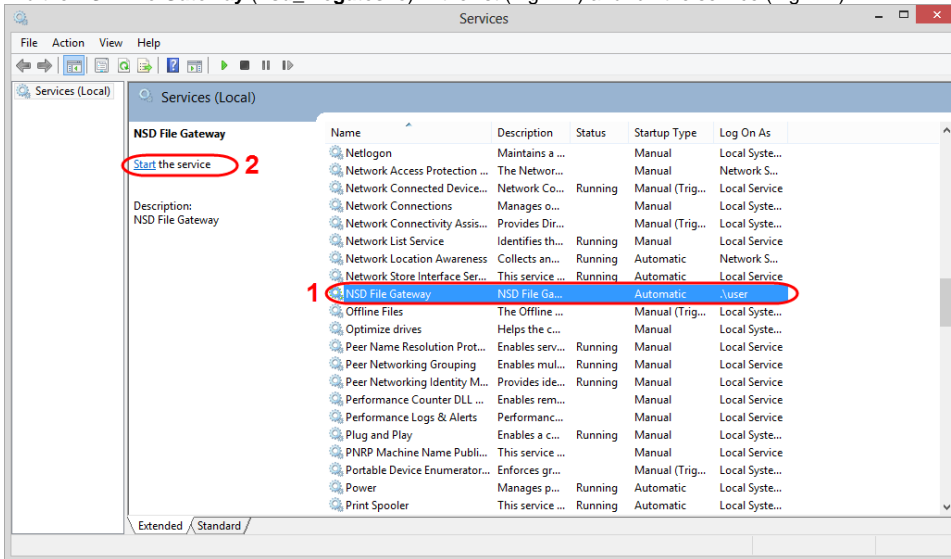 Services
File Action View Help
Services (Local)
Services (Local)
NSD File Gateway
Start the service
2
Description:
NSD File Gateway
Name Description Status Startup Type Log On As
Netlogon Maintains a ... Manual Local Syste...
Network Access Protection ... The Networ... Manual Network S...
Network Connected Device... Network Co... Running Manual (Trig... Local Service
Network Connections Manages o... Manual Local Syste...
Network Connectivity Assis... Provides Dir... Manual (Trig... Local Syste...
Network List Service Identifies th... Running Manual Local Service
Network Location Awareness Collects an... Running Automatic Network S...
Network Store Interface Ser... This service ... Running Automatic Local Service
1
NSD File Gateway NSD File Ga... Automatic .\user
Offline Files The Offline ... Manual (Trig... Local Syste...
Optimize drives Helps the c... Manual Local Syste...
Peer Name Resolution Prot... Enables serv... Running Manual Local Service
Peer Networking Grouping Enables mul... Running Manual Local Service
Peer Networking Identity M... Provides ide... Running Manual Local Service
Performance Counter DLL ... Enables rem... Manual Local Service
Performance Logs & Alerts Performanc... Manual Local Service
Plug and Play Enables a c... Running Manual Local Syste...
PNRP Machine Name Publi... This service ... Manual Local Service
Portable Device Enumerator... Enforces gr... Manual (Trig... Local Syste...
Power Manages p... Running Automatic Local Syste...
Print Spooler This service ... Running Automatic Local Syste...
Extended Standard